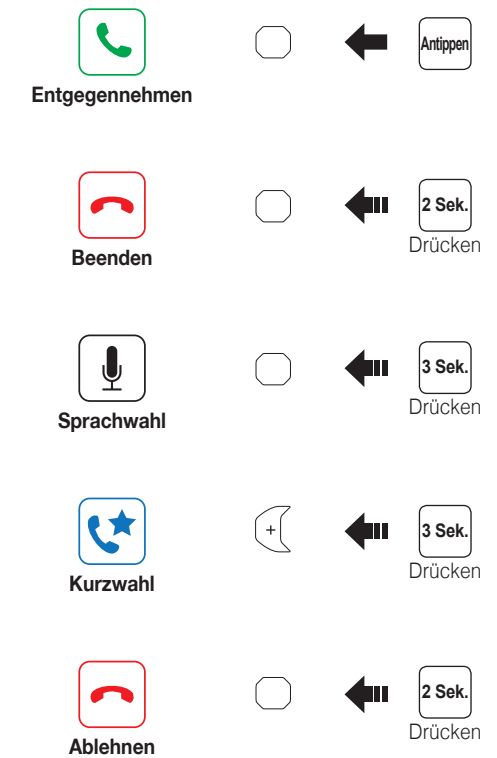 Antippen
Entgegennehmen
2 Sek.
Drücken
Beenden
3 Sek.
Drücken
Sprachwahl
+
3 Sek.
Drücken
Kurzwahl
2 Sek.
Drücken
Ablehnen